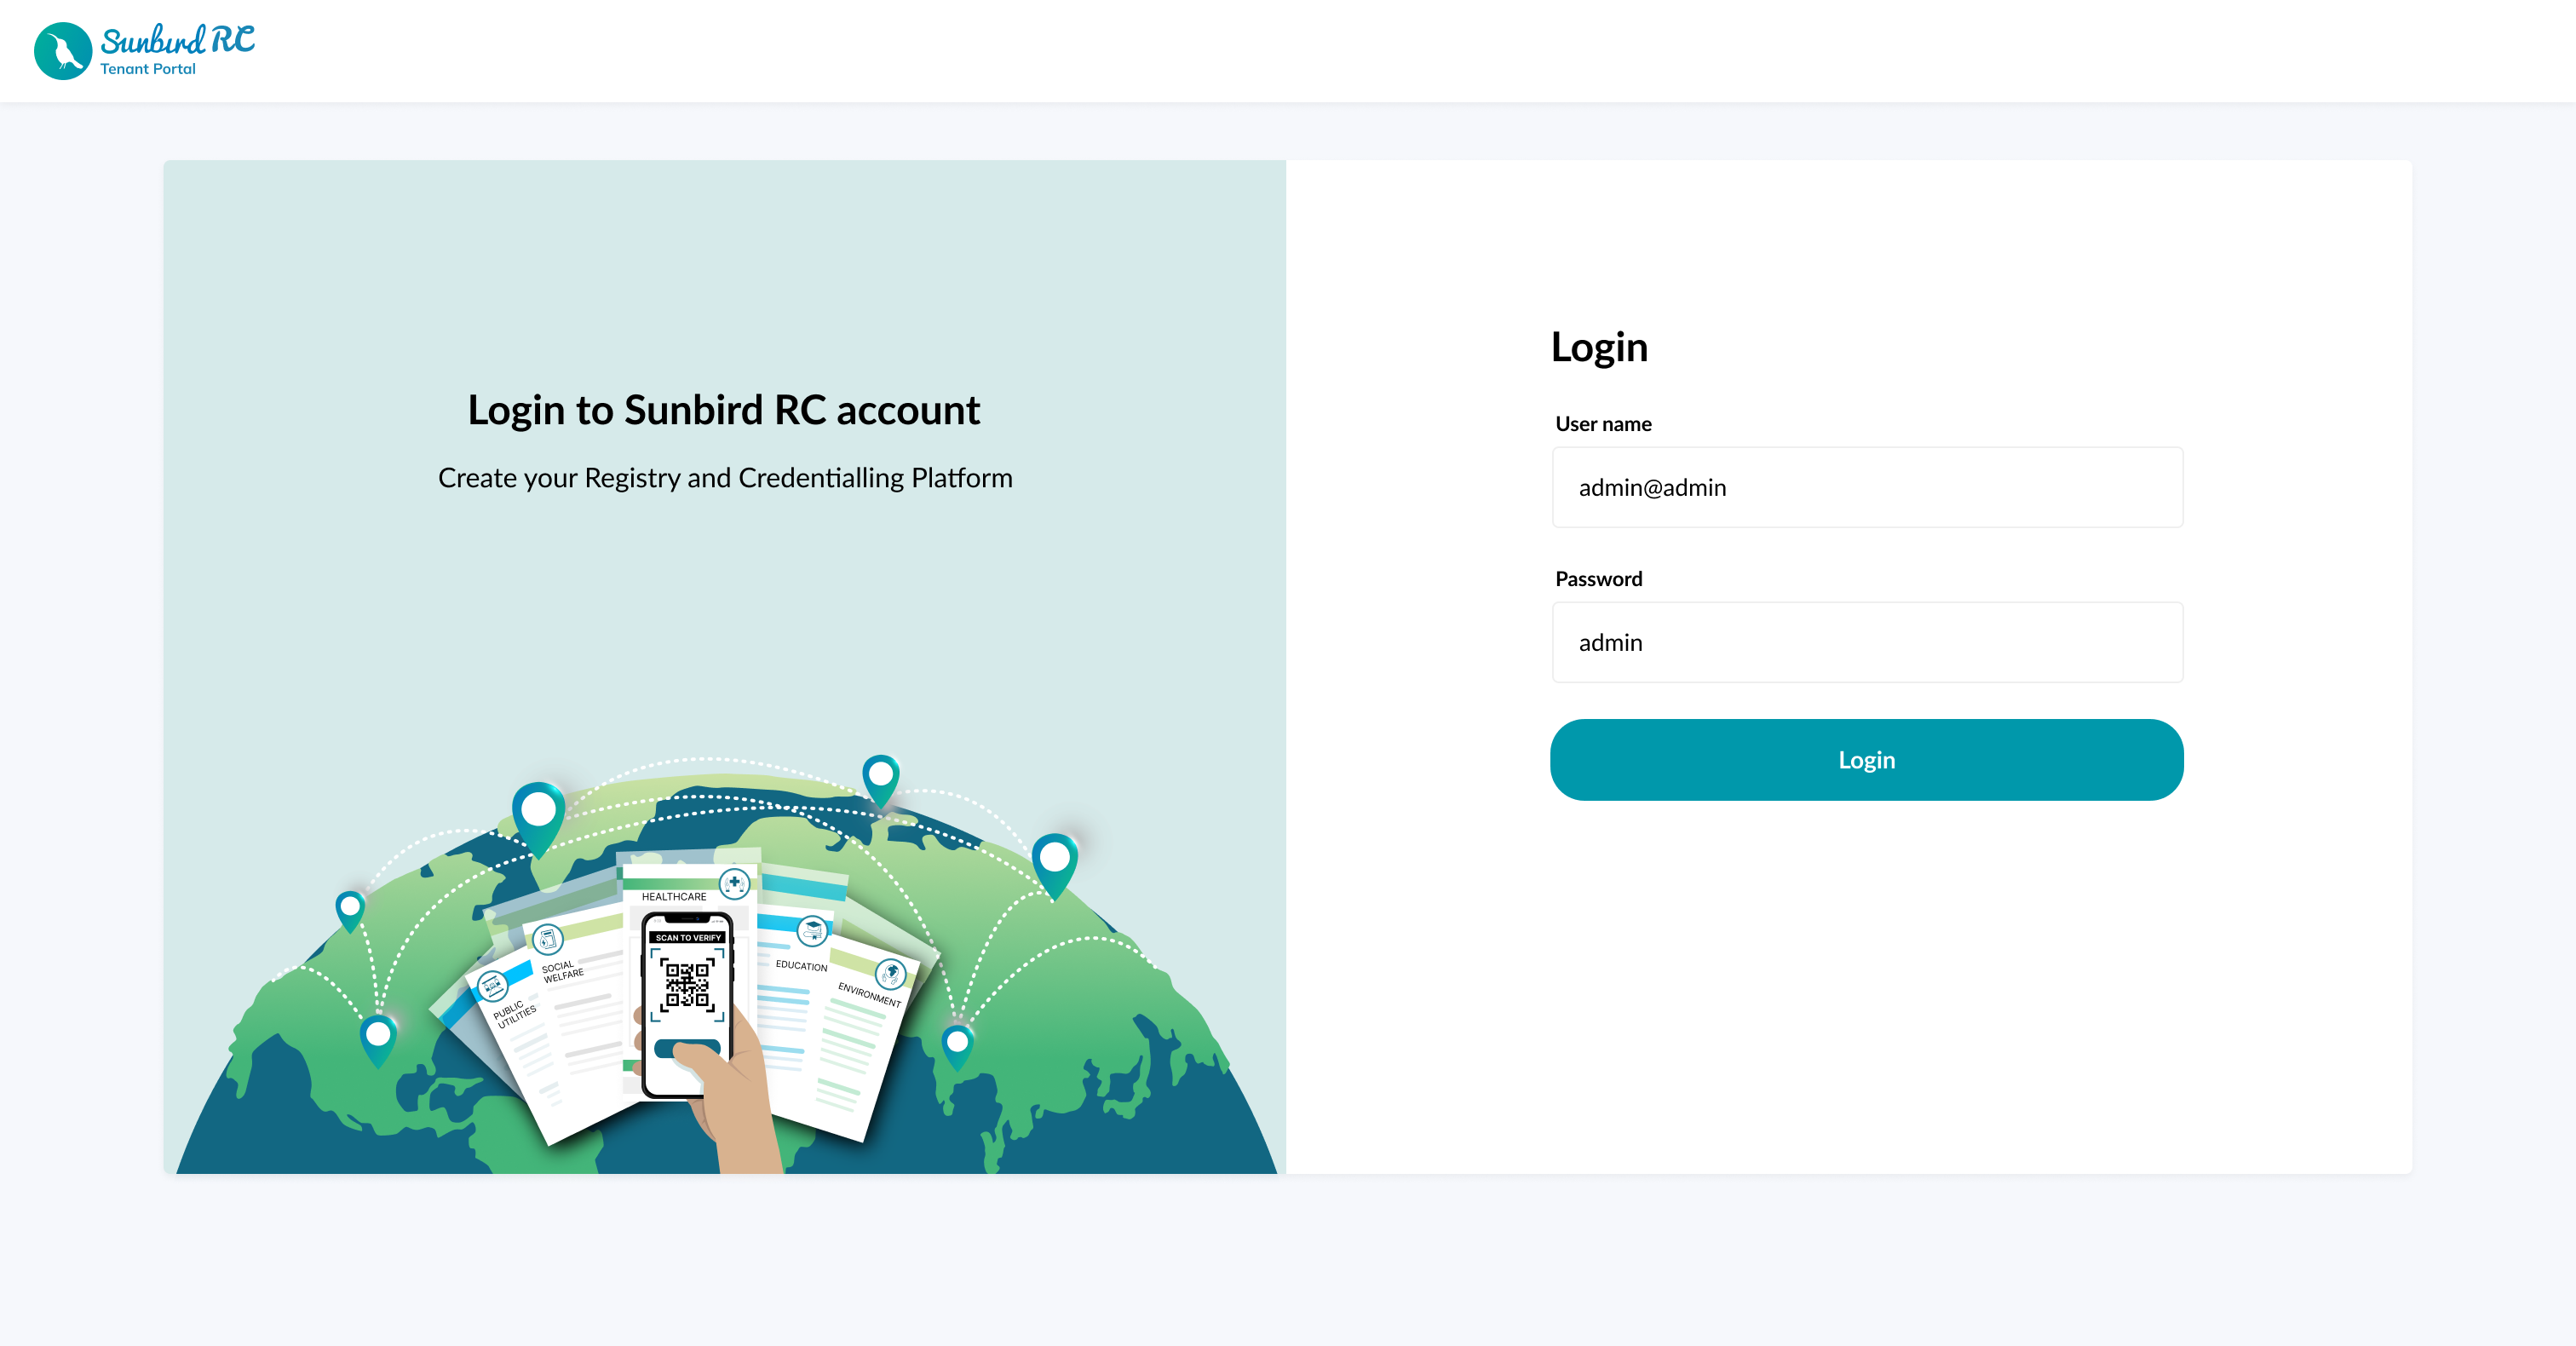 Sunbird RC
Tenant Portal
Login to Sunbird RC account
Create your Registry and Credentialling Platform
HEALTHCARE
SCAN TO VERIFY
SOCIAL
WELFARE
EDUCATION
PUBLIC
UTILITIES
ENVIRONMENT
Login
User name
admin@admin
Password
admin
Login